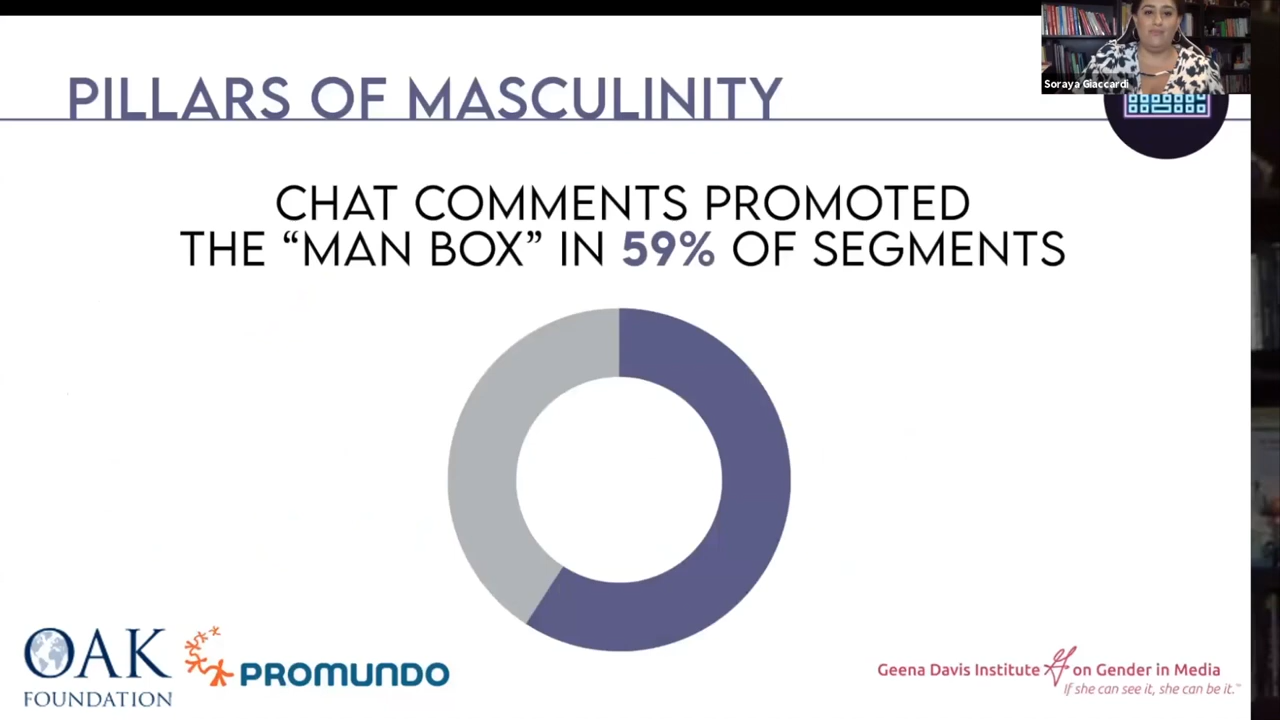 Soraya Giaccardi
PILLARS OF MASCULINITY
CHAT COMMENTS PROMOTED
THE “MAN BOX” IN 59% OF SEGMENTS
OAK
FOUNDATION
PROMUNDO
Geena Davis Institute on Gender in Media
If she can see it, she can be it.™